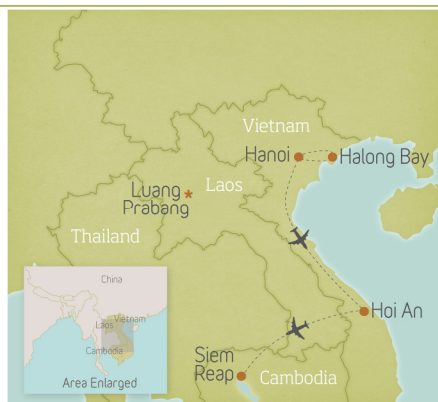 Vietnam
Hanoi
Halong Bay
Luang
Prabang
Laos
Thailand
China
Laos
Vietnam
Cambodia
Area Enlarged
Hoi An
Siem
Reap
Cambodia